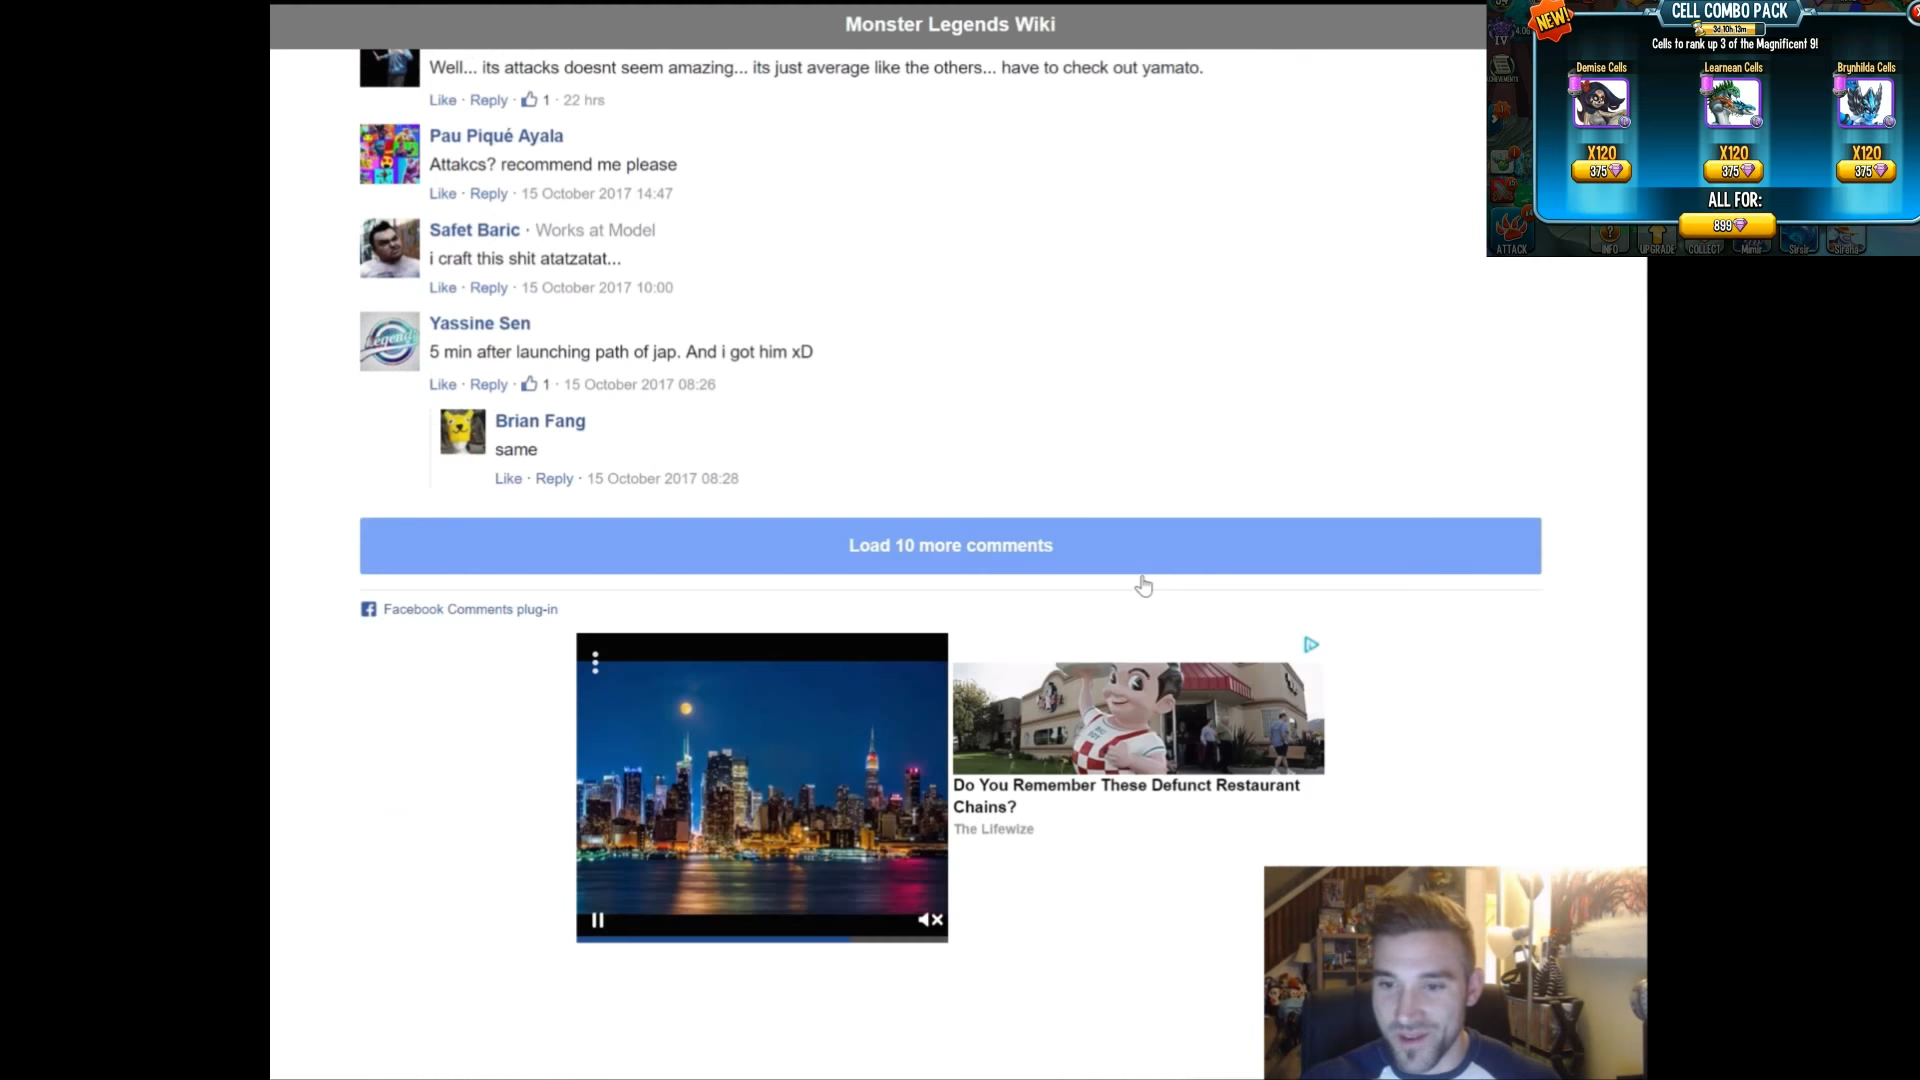 Monster Legends Wiki
Well... its attacks doesnt seem amazing... its just average like the others... have to check out yamato.
Like · Reply · 1 · 22 hrs
Pau Piqué Ayala
Attakcs? recommend me please
Like · Reply · 15 October 2017 14:47
Safet Baric · Works at Model
i craft this shit atatzatat...
Like · Reply · 15 October 2017 10:00
Yassine Sen
5 min after launching path of jap. And i got him xD
Like · Reply · 1 · 15 October 2017 08:26
Brian Fang
same
Like · Reply · 15 October 2017 08:28
Load 10 more comments
Facebook Comments plug-in
Do You Remember These Defunct Restaurant
Chains?
The Lifewize
NEW!
CELL COMBO PACK
3d 10h 13m
Cells to rank up 3 of the Magnificent 9!
Demise Cells
Learnean Cells
Brynhilda Cells
X120
X120
X120
375
375
375
ALL FOR:
899
ATTACK
INFO
UPGRADE
COLLECT
Mimir
Sirena